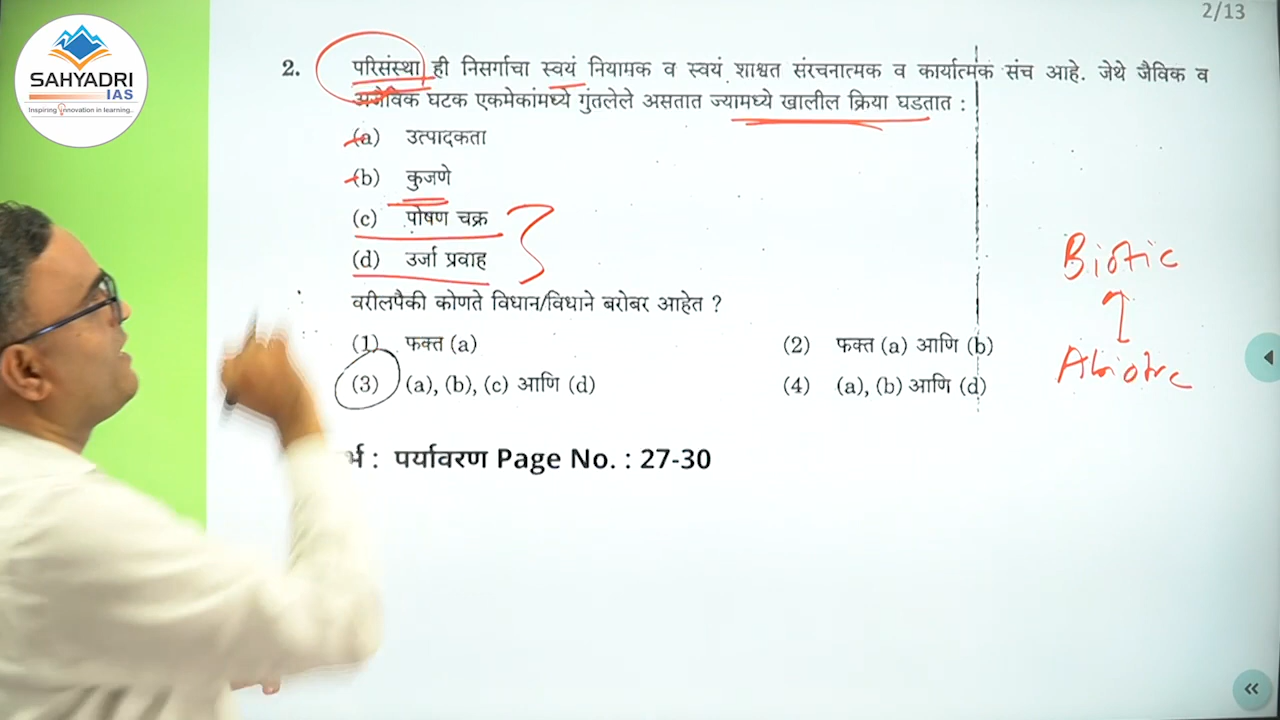 2/13
SAHYADRI
IAS
Inspiring innovation in learning..
2. परिसंस्था ही निसर्गाचा स्वयं नियामक व स्वयं शाश्वत संरचनात्मक व कार्यात्मक संच आहे. जेथे जैविक व
अजैविक घटक एकमेकांमध्ये गुंतलेले असतात ज्यामध्ये खालील क्रिया घडतात :
(a) उत्पादकता
(b) कुजणे
(c) पोषण चक्र
(d) उर्जा प्रवाह
Biotic
Abiotic
वरीलपैकी कोणते विधान/विधाने बरोबर आहेत ?
(1) फक्त (a) (2) फक्त (a) आणि (b)
(3) (a), (b), (c) आणि (d) (4) (a), (b) आणि (d)
: पर्यावरण Page No. : 27-30